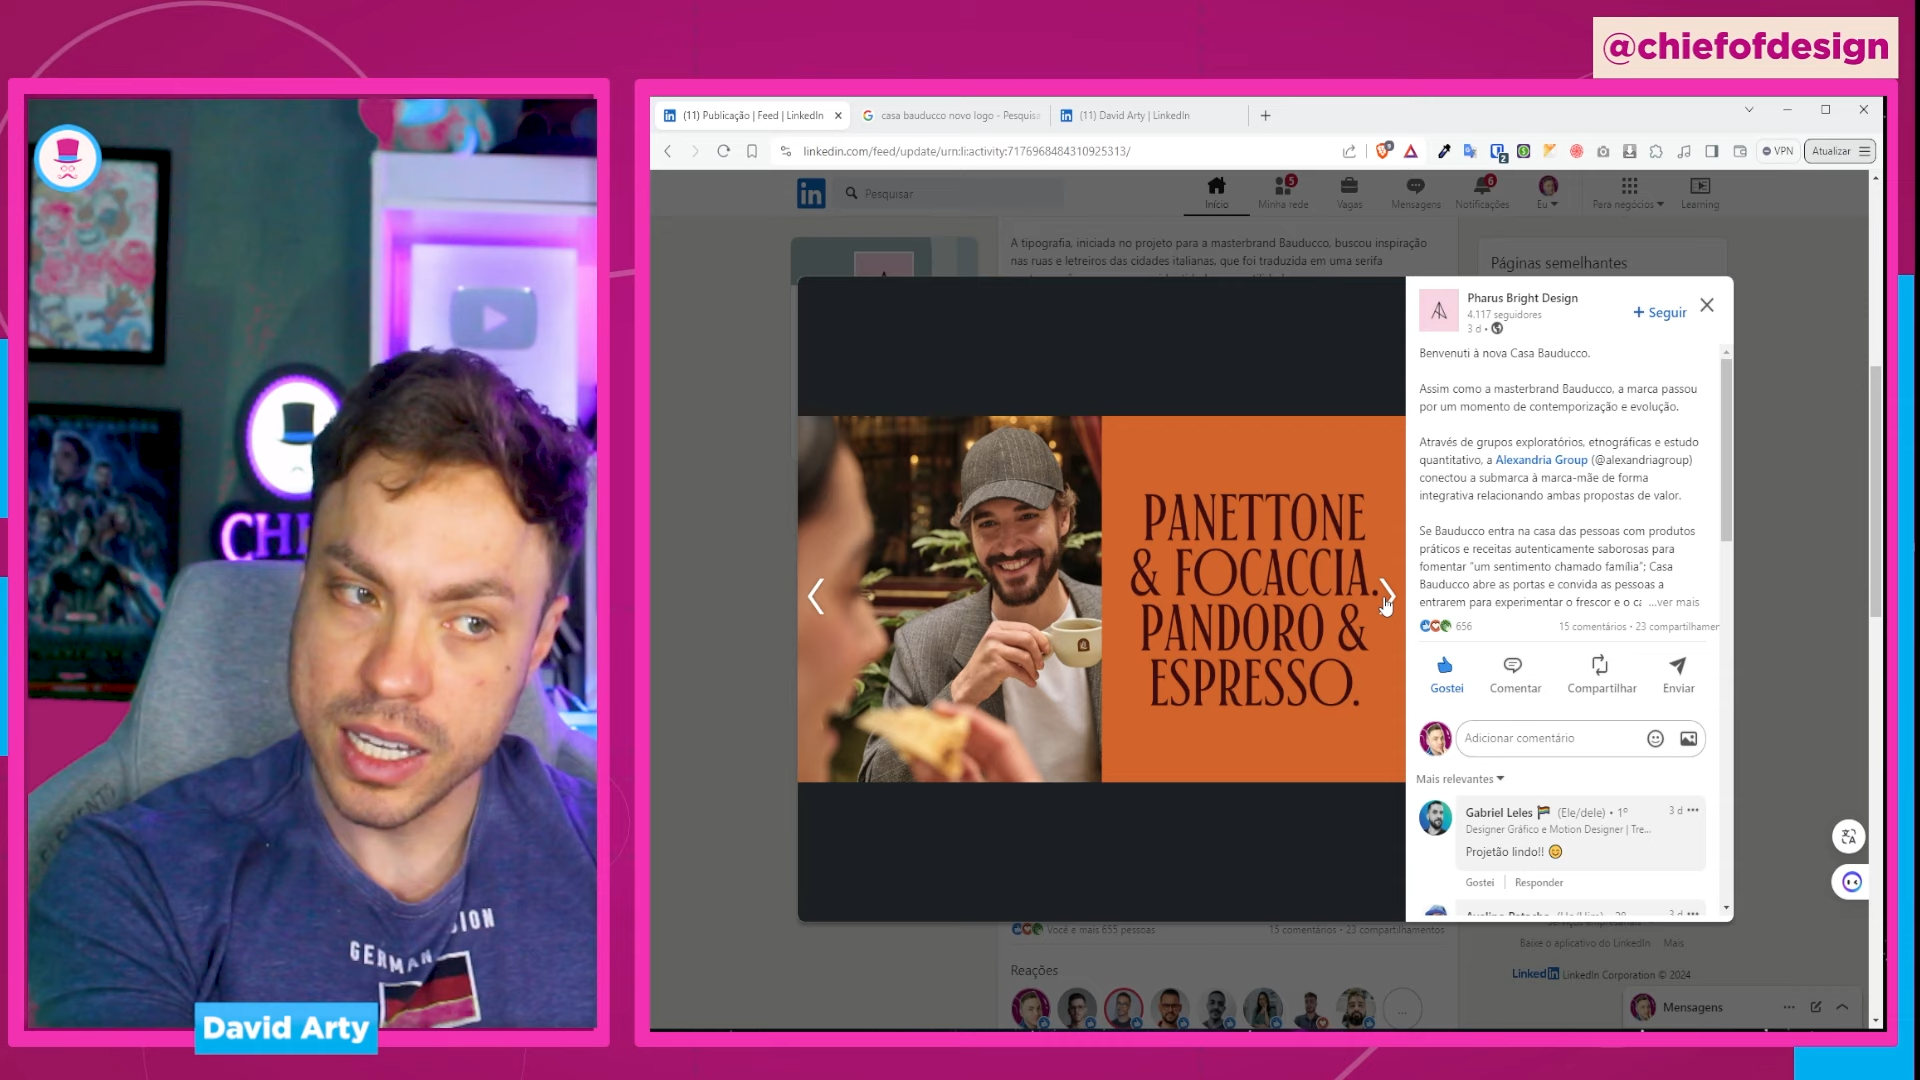 @chiefofdesign
(11) Publicação | Feed | LinkedIn
casa bauducco novo logo - Pesquisa
(11) David Arty | LinkedIn
linkedin.com/feed/update/urn:li:activity:7176968484310925313/
VPN
Atualizar
Pesquisar
Início
Minha rede
Vagas
Mensagens
Notificações
Eu
Para negócios
Learning
A tipografia, iniciada no projeto para a masterbrand Bauducco, buscou inspiração
nas ruas e letreiros das cidades italianas, que foi traduzida em uma serifa
Páginas semelhantes
PANETTONE
& FOCACCIA.
PANDORO &
ESPRESSO.
Pharus Bright Design
4.117 seguidores
3 d •
+ Seguir
Benvenuti à nova Casa Bauducco.
Assim como a masterbrand Bauducco, a marca passou
por um momento de contemporização e evolução.
Através de grupos exploratórios, etnográficas e estudo
quantitativo, a Alexandria Group (@alexandriagroup)
conectou a submarca à marca-mãe de forma
integrativa relacionando ambas propostas de valor.
Se Bauducco entra na casa das pessoas com produtos
práticos e receitas autenticamente saborosas para
fomentar “um sentimento chamado família”; Casa
Bauducco abre as portas e convida as pessoas a
entrarem para experimentar o frescor e o ca ...ver mais
656
15 comentários • 23 compartilhamen
Gostei
Comentar
Compartilhar
Enviar
Adicionar comentário
Mais relevantes
Gabriel Leles 🏳️‍🌈 (Ele/dele) • 1º
3 d •••
Designer Gráfico e Motion Designer | Tre...
Projetão lindo!! 😊
Gostei | Responder
3 d •••
Você e mais 655 pessoas
15 comentários • 23 compartilhamentos
Reações
Baixe o aplicativo do LinkedIn
Mais
LinkedIn LinkedIn Corporation © 2024
Mensagens
CHI
GERMAN
SION
David Arty